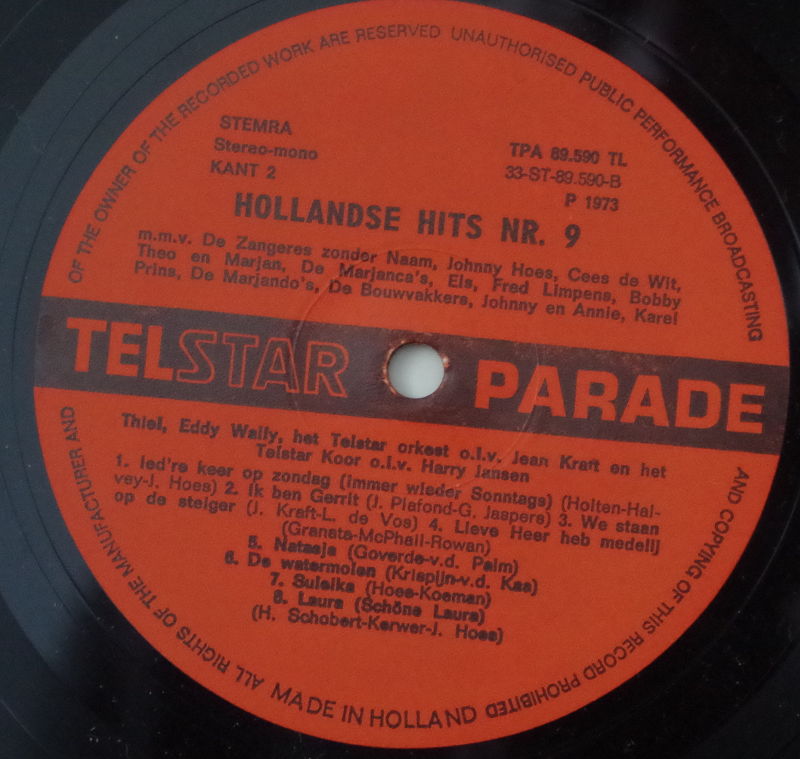 OF THE OWNER OF THE RECORDED WORK ARE RESERVED UNAUTHORISED PUBLIC PERFORMANCE BROADCASTING
STEMRA
Stereo-mono
KANT 2
TPA 89.590 TL
33-ST-89.590-B
P 1973
HOLLANDSE HITS NR. 9
m.m.v. De Zangeres zonder Naam, Johnny Hoes, Cees de Wit,
Theo en Marjan, De Marjanca's, Els, Fred Limpens, Bobby
Prins, De Marjando's, De Bouwvakkers, Johnny en Annie, Karel
TELSTAR PARADE
Thiel, Eddy Wally, het Telstar orkest o.l.v. Jean Kraft en het
Telstar Koor o.l.v. Harry Jansen
1. Ied're keer op zondag (Immer wieder Sonntags) (Holten-Hal-
vey-J. Hoes) 2. Ik ben Gerrit (J. Plafond-G. Jaspers) 3. We staan
op de steiger (J. Kraft-L. de Vos) 4. Lieve Heer heb medelij
(Granata-McPhail-Rowan)
5. Natasja (Goverde-v.d. Palm)
6. De watermolen (Krispijn-v.d. Kaa)
7. Suleika (Hoes-Koeman)
8. Laura (Schöne Laura)
(H. Schobert-Kerwer-J. Hoes)
AND COPYING OF THIS RECORD PROHIBITED
MADE IN HOLLAND
ALL RIGHTS OF THE MANUFACTURER AND